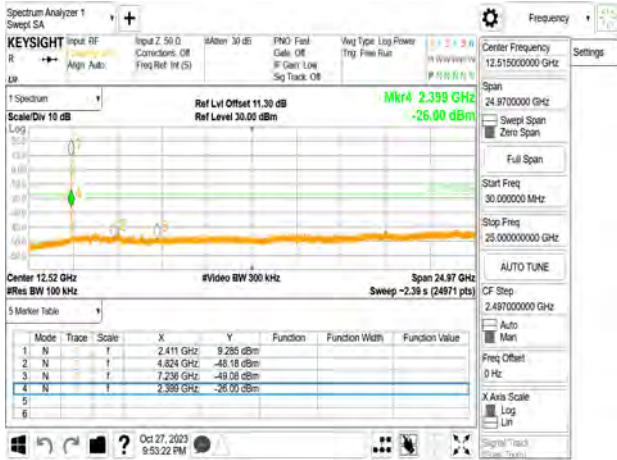 Spectrum Analyzer 1
Swept SA
+
Frequency
KEYSIGHT Input: RF
Input Z: 50 Ω
#Atten: 30 dB
PNO: Fast
Avg Type: Log-Power
R
Align: Auto
Corrections: Off
Freq Ref: Int (S)
Gate: Off
IF Gain: Low
Sig Track: Off
Trig: Free Run
Center Frequency
12.515000000 GHz
Settings
Span
24.9700000 GHz
Swept Span
Zero Span
Full Span
Start Freq
30.000000 MHz
Stop Freq
25.000000000 GHz
AUTO TUNE
CF Step
2.497000000 GHz
Auto
Man
Freq Offset
0 Hz
X Axis Scale
Log
Lin
Signal Track
1 Spectrum
Scale/Div 10 dB
Log
Ref Lvl Offset 11.30 dB
Ref Level 30.00 dBm
Mkr4 2.399 GHz
-26.00 dBm
Center 12.52 GHz
#Res BW 100 kHz
#Video BW 300 kHz
Span 24.97 GHz
Sweep ~2.39 s (24971 pts)
5 Marker Table
Mode Trace Scale X Y Function Function Width Function Value
1 N f 2.411 GHz 9.285 dBm
2 N f 4.824 GHz -48.18 dBm
3 N f 7.236 GHz -49.08 dBm
4 N f 2.399 GHz -26.00 dBm
5
6
?
Oct 27, 2023
9:53:22 PM